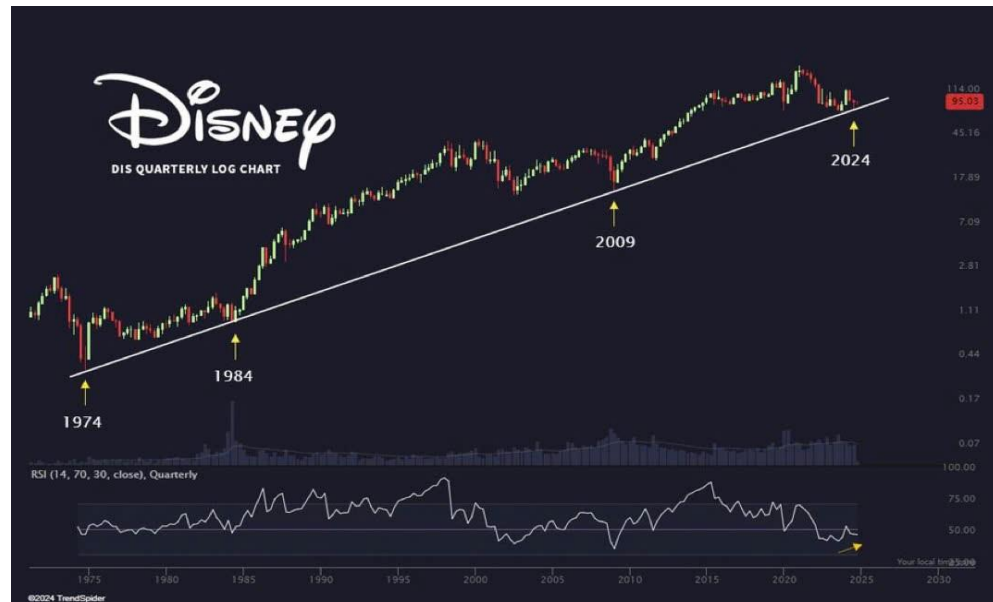 Disney
DIS QUARTERLY LOG CHART
114.00
95.03
45.16
2024
17.89
7.09
2009
2.81
1.11
0.44
1984
0.17
1974
0.07
RSI (14, 70, 30, close), Quarterly
100.00
75.00
50.00
Your local
1975 1980 1985 1990 1995 2000 2005 2010 2015 2020 2025 2030
©2024 TrendSpider